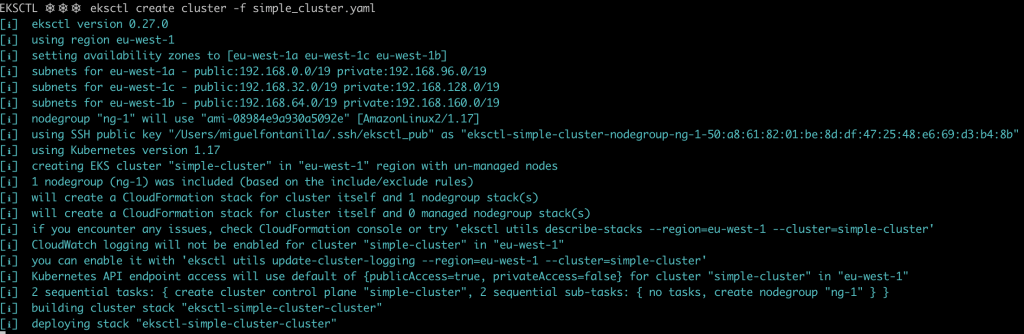 EKSCTL ❄❄❄ eksctl create cluster -f simple_cluster.yaml
[ℹ]  eksctl version 0.27.0
[ℹ]  using region eu-west-1
[ℹ]  setting availability zones to [eu-west-1a eu-west-1c eu-west-1b]
[ℹ]  subnets for eu-west-1a - public:192.168.0.0/19 private:192.168.96.0/19
[ℹ]  subnets for eu-west-1c - public:192.168.32.0/19 private:192.168.128.0/19
[ℹ]  subnets for eu-west-1b - public:192.168.64.0/19 private:192.168.160.0/19
[ℹ]  nodegroup "ng-1" will use "ami-08984e9a930a5092e" [AmazonLinux2/1.17]
[ℹ]  using SSH public key "/Users/miguelfontanilla/.ssh/eksctl_pub" as "eksctl-simple-cluster-nodegroup-ng-1-50:a8:61:82:01:be:8d:df:47:25:48:e6:69:d3:b4:8b"
[ℹ]  using Kubernetes version 1.17
[ℹ]  creating EKS cluster "simple-cluster" in "eu-west-1" region with un-managed nodes
[ℹ]  1 nodegroup (ng-1) was included (based on the include/exclude rules)
[ℹ]  will create a CloudFormation stack for cluster itself and 1 nodegroup stack(s)
[ℹ]  will create a CloudFormation stack for cluster itself and 0 managed nodegroup stack(s)
[ℹ]  if you encounter any issues, check CloudFormation console or try 'eksctl utils describe-stacks --region=eu-west-1 --cluster=simple-cluster'
[ℹ]  CloudWatch logging will not be enabled for cluster "simple-cluster" in "eu-west-1"
[ℹ]  you can enable it with 'eksctl utils update-cluster-logging --region=eu-west-1 --cluster=simple-cluster'
[ℹ]  Kubernetes API endpoint access will use default of {publicAccess=true, privateAccess=false} for cluster "simple-cluster" in "eu-west-1"
[ℹ]  2 sequential tasks: { create cluster control plane "simple-cluster", 2 sequential sub-tasks: { no tasks, create nodegroup "ng-1" } }
[ℹ]  building cluster stack "eksctl-simple-cluster-cluster"
[ℹ]  deploying stack "eksctl-simple-cluster-cluster"